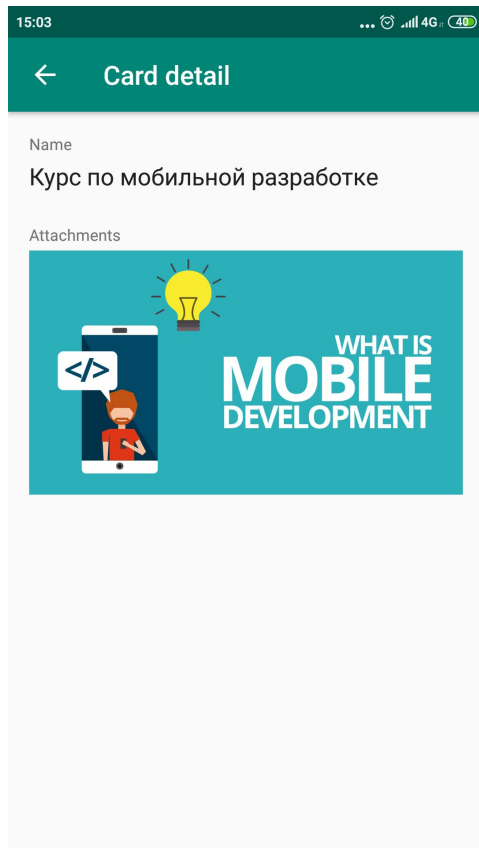 15:03
4G
40
Card detail
Name
Курс по мобильной разработке
Attachments
</>
WHAT IS
MOBILE
DEVELOPMENT